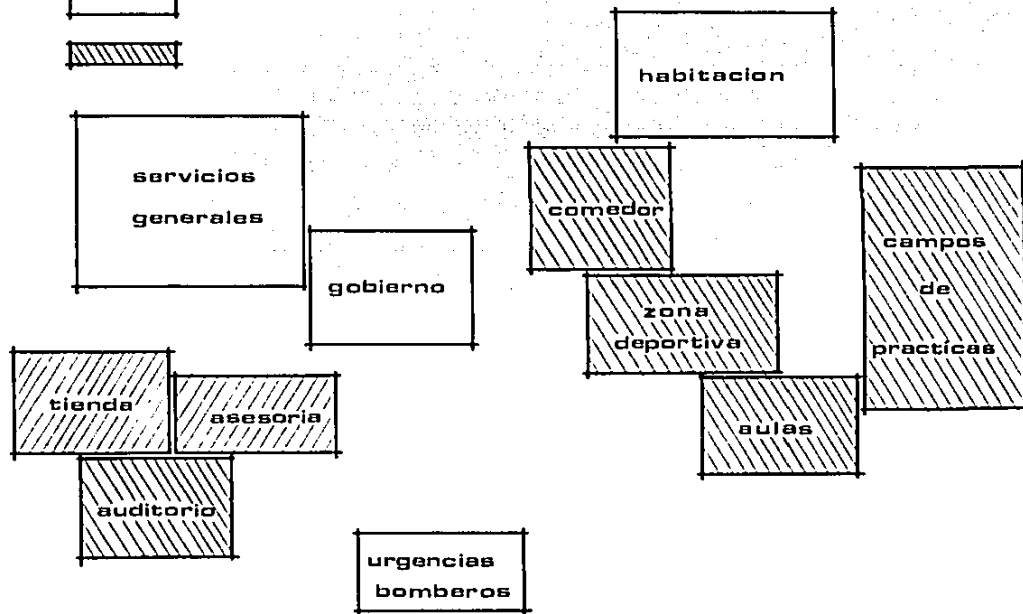 habitacion
servicios
generales
comedor
campos
de
practicas
gobierno
zona
deportiva
tienda
asesoria
aulas
auditorio
urgencias
bomberos